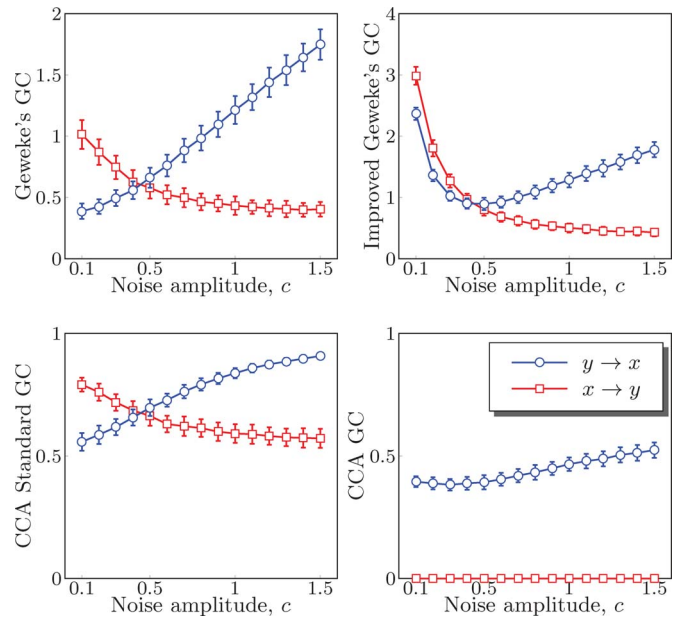 Geweke's GC
2
1.5
1
0.5
0
0.1 0.5 1 1.5
Noise amplitude, c
Improved Geweke's GC
4
3
2
1
0
0.1 0.5 1 1.5
Noise amplitude, c
CCA Standard GC
1
0.5
0
0.1 0.5 1 1.5
Noise amplitude, c
CCA GC
1
0.5
0
y → x
x → y
0.1 0.5 1 1.5
Noise amplitude, c